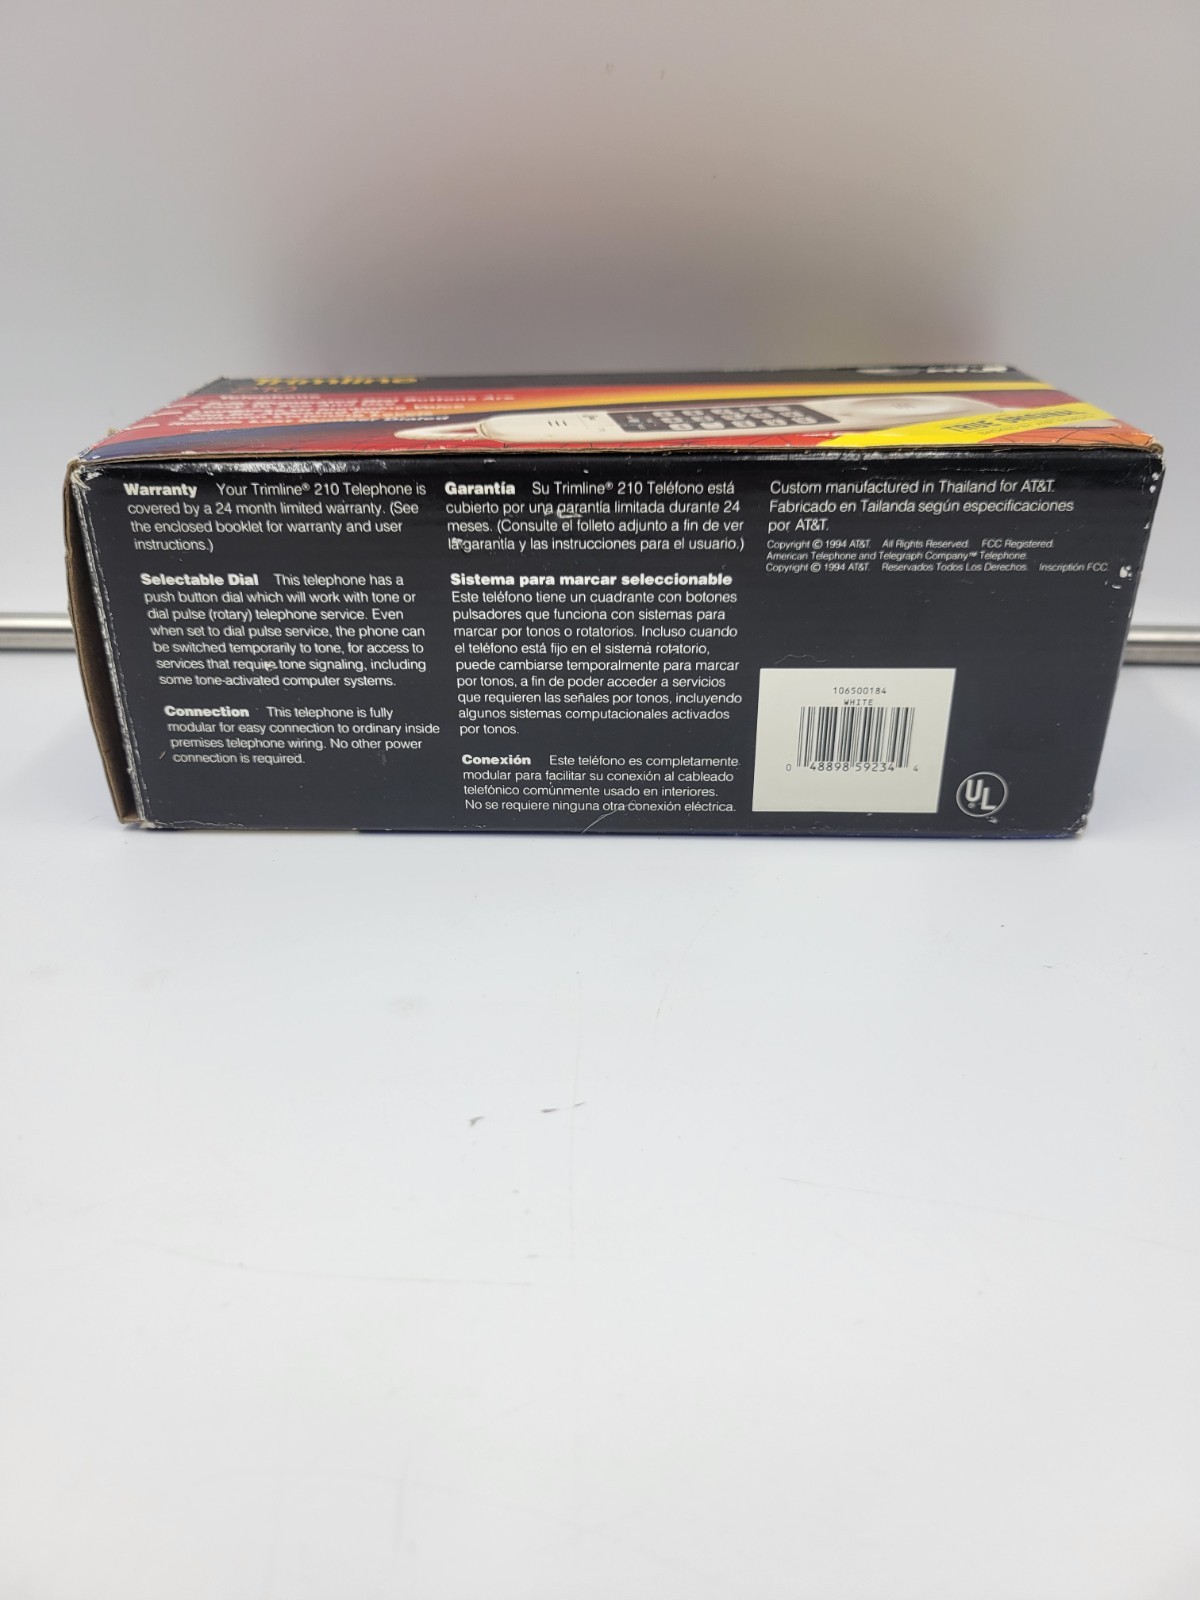 Trimline
210
Telephone
True Original
Warranty Your Trimline® 210 Telephone is
covered by a 24 month limited warranty. (See
the enclosed booklet for warranty and user
instructions.)
Selectable Dial This telephone has a
push button dial which will work with tone or
dial pulse (rotary) telephone service. Even
when set to dial pulse service, the phone can
be switched temporarily to tone, for access to
services that require tone signaling, including
some tone-activated computer systems.
Connection This telephone is fully
modular for easy connection to ordinary inside
premises telephone wiring. No other power
connection is required.
Garantía Su Trimline® 210 Teléfono está
cubierto por una garantía limitada durante 24
meses. (Consulte el folleto adjunto a fin de ver
la garantía y las instrucciones para el usuario.)
Sistema para marcar seleccionable
Este teléfono tiene un cuadrante con botones
pulsadores que funciona con sistemas para
marcar por tonos o rotatorios. Incluso cuando
el teléfono está fijo en el sistema rotatorio,
puede cambiarse temporalmente para marcar
por tonos, a fin de poder acceder a servicios
que requieren las señales por tonos, incluyendo
algunos sistemas computacionales activados
por tonos.
Conexión Este teléfono es completamente
modular para facilitar su conexión al cableado
telefónico comúnmente usado en interiores.
No se requiere ninguna otra conexión eléctrica.
Custom manufactured in Thailand for AT&T.
Fabricado en Tailanda según especificaciones
por AT&T.
Copyright © 1994 AT&T. All Rights Reserved. FCC Registered.
American Telephone and Telegraph Company™ Telephone.
Copyright © 1994 AT&T. Reservados Todos Los Derechos. Inscriptión FCC.
106500184
WHITE
0 48898 59234 4
UL